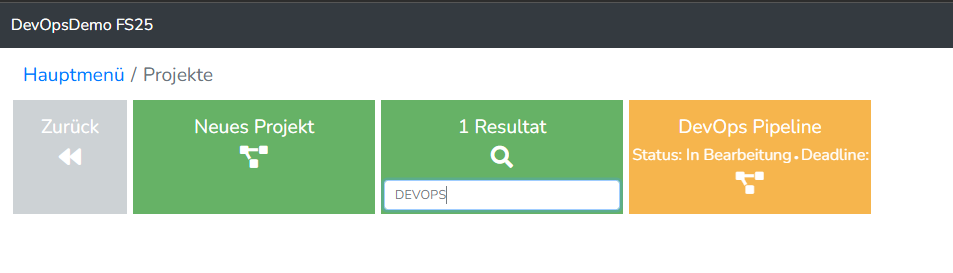 DevOpsDemo FS25
Hauptmenü / Projekte
Zurück
Neues Projekt
1 Resultat
DEVOPS
DevOps Pipeline
Status: In Bearbeitung • Deadline: